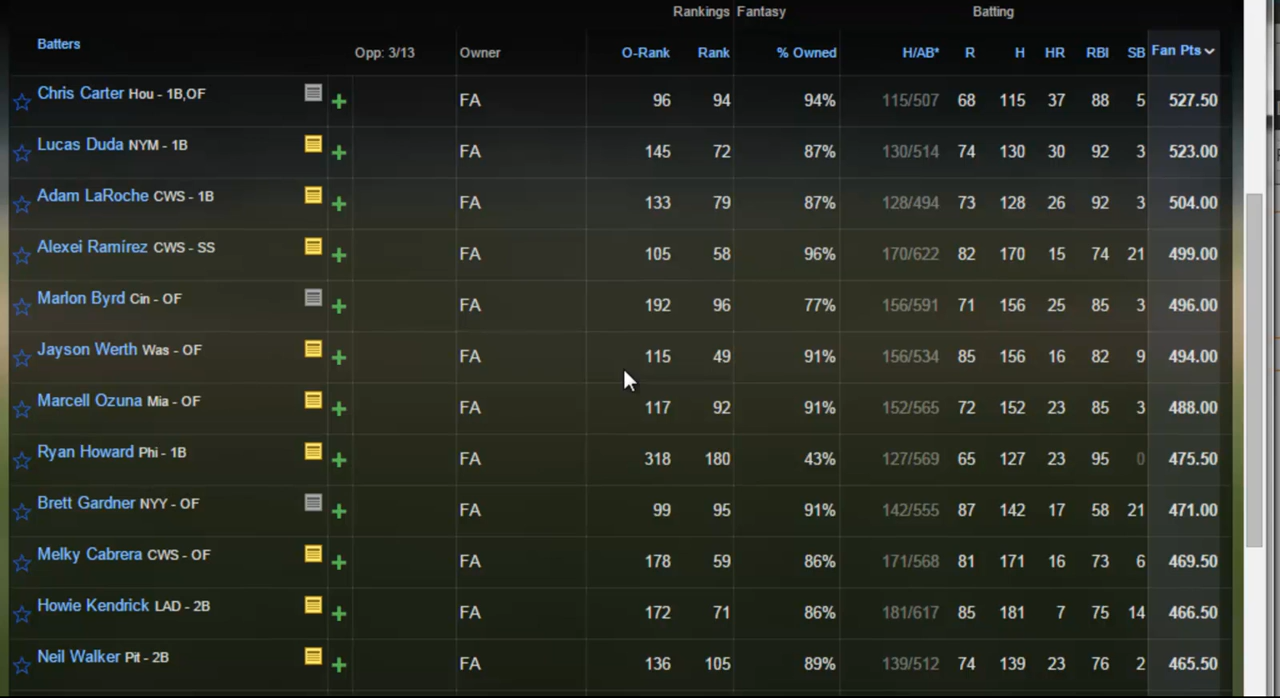 Rankings Fantasy Batting
Batters Opp: 3/13 Owner O-Rank Rank % Owned H/AB* R H HR RBI SB Fan Pts
Chris Carter Hou - 1B,OF FA 96 94 94% 115/507 68 115 37 88 5 527.50
Lucas Duda NYM - 1B FA 145 72 87% 130/514 74 130 30 92 3 523.00
Adam LaRoche CWS - 1B FA 133 79 87% 128/494 73 128 26 92 3 504.00
Alexei Ramírez CWS - SS FA 105 58 96% 170/622 82 170 15 74 21 499.00
Marlon Byrd Cin - OF FA 192 96 77% 156/591 71 156 25 85 3 496.00
Jayson Werth Was - OF FA 115 49 91% 156/534 85 156 16 82 9 494.00
Marcell Ozuna Mia - OF FA 117 92 91% 152/565 72 152 23 85 3 488.00
Ryan Howard Phi - 1B FA 318 180 43% 127/569 65 127 23 95 0 475.50
Brett Gardner NYY - OF FA 99 95 91% 142/555 87 142 17 58 21 471.00
Melky Cabrera CWS - OF FA 178 59 86% 171/568 81 171 16 73 6 469.50
Howie Kendrick LAD - 2B FA 172 71 86% 181/617 85 181 7 75 14 466.50
Neil Walker Pit - 2B FA 136 105 89% 139/512 74 139 23 76 2 465.50